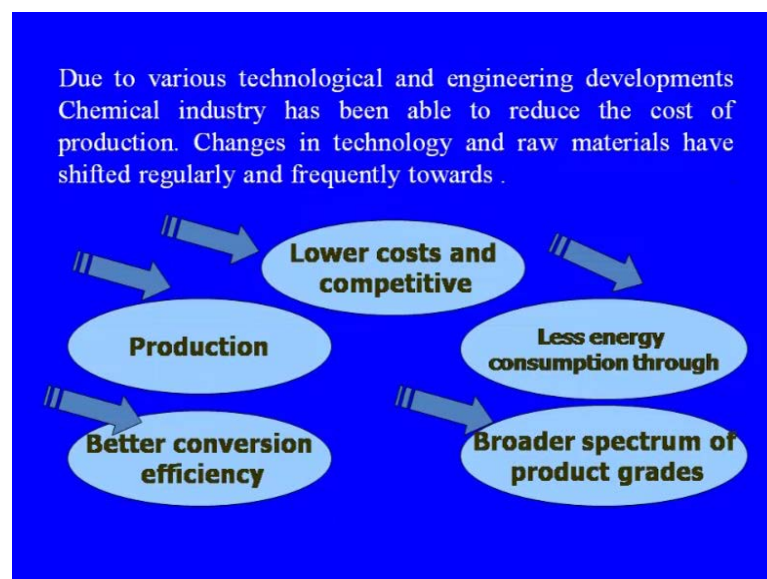 Due to various technological and engineering developments
Chemical industry has been able to reduce the cost of
production. Changes in technology and raw materials have
shifted regularly and frequently towards .
Lower costs and
competitive
Production
Less energy
consumption through
Better conversion
efficiency
Broader spectrum of
product grades